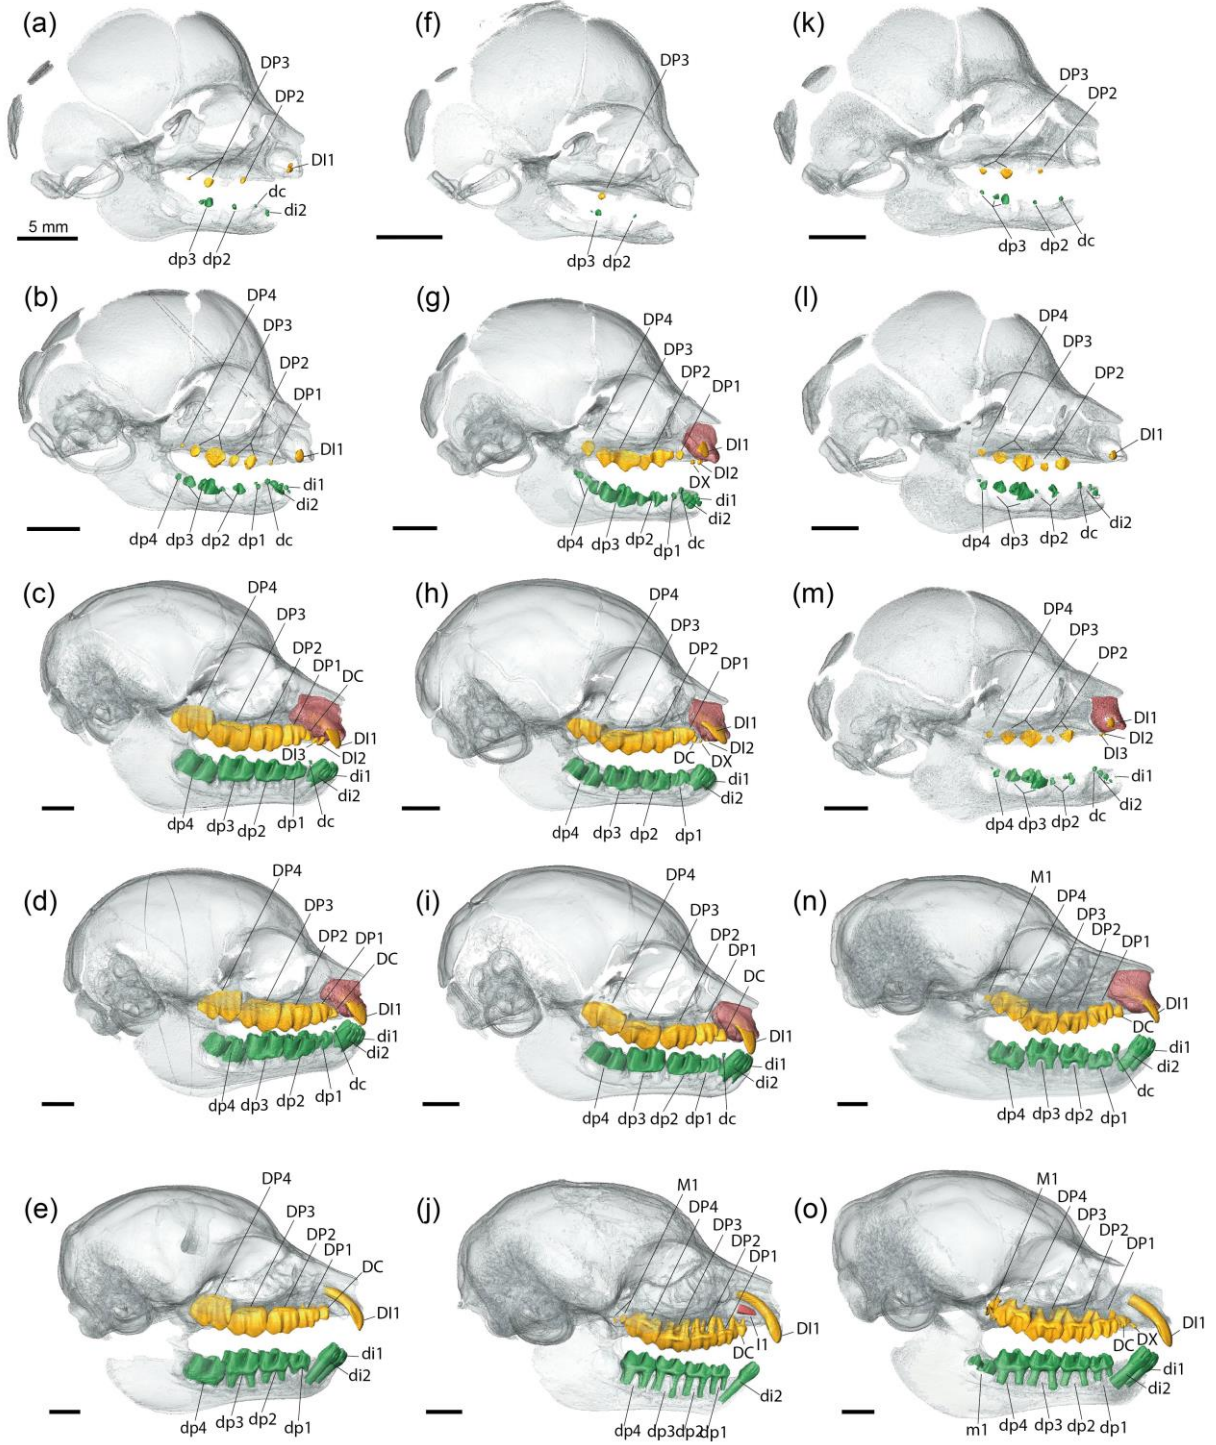 (a)
DP3
DP2
DI1
dc
di2
5 mm
dp3 dp2
(f)
DP3
dp3
dp2
(k)
DP3
DP2
dp3
dp2
dc
(b)
DP4
DP3
DP2
DP1
DI1
di1
di2
dp4
dp3
dp2
dp1
dc
(g)
DP4
DP3
DP2
DP1
DI1
DI2
DX
di1
di2
dp4
dp3
dp2
dp1
dc
(l)
DP4
DP3
DP2
DI1
di2
dp4
dp3
dp2
dc
(c)
DP4
DP3
DP2
DP1
DC
DI1
DI2
DI3
di1
di2
dp4
dp3
dp2
dp1
dc
(h)
DP4
DP3
DP2
DP1
DI1
DI2
DC
DX
di1
di2
dp4
dp3
dp2
dp1
(m)
DP4
DP3
DP2
DI1
DI2
DI3
di1
di2
dp4
dp3
dp2
dc
(d)
DP4
DP3
DP2
DP1
DC
DI1
di1
di2
dc
dp4
dp3
dp2
dp1
(i)
DP4
DP3
DP2
DP1
DC
DI1
di1
di2
dp4
dp3
dp2
dp1
dc
(n)
M1
DP4
DP3
DP2
DP1
DI1
DC
di1
di2
dc
dp4
dp3
dp2
dp1
(e)
DP4
DP3
DP2
DP1
DC
DI1
di1
di2
dp4
dp3
dp2
dp1
(j)
M1
DP4
DP3
DP2
DP1
DI1
I1
DC
di2
dp4
dp3
dp2
dp1
(o)
M1
DP4
DP3
DP2
DP1
DI1
DX
DC
di1
di2
m1
dp4
dp3
dp2
dp1